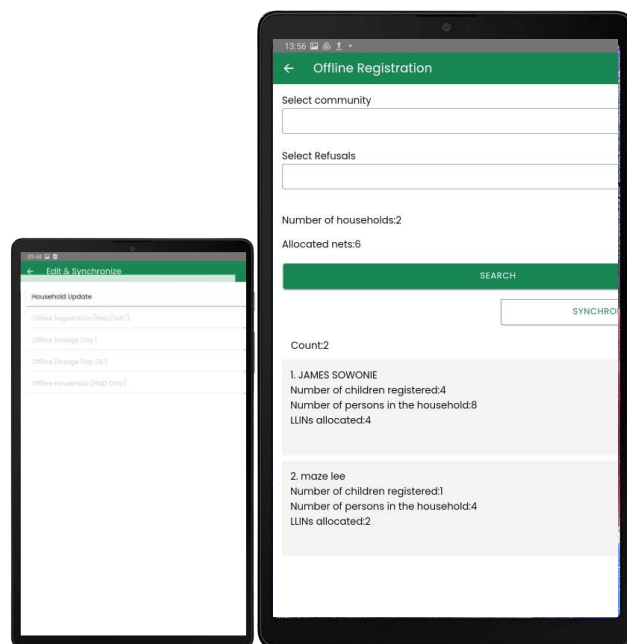 09:48
Edit & Synchronize
Household Update
Offline Registration(PMD/SMC)
Offline Dosage Day 1
Offline Dosage Day 2&3
Offline Household (PMD Only)
13:56
Offline Registration
Select community
Select Refusals
Number of households:2
Allocated nets:6
SEARCH
SYNCHRO
Count:2
1. JAMES SOWONIE
Number of children registered:4
Number of persons in the household:8
LLINs allocated:4
2. maze lee
Number of children registered:1
Number of persons in the household:4
LLINs allocated:2